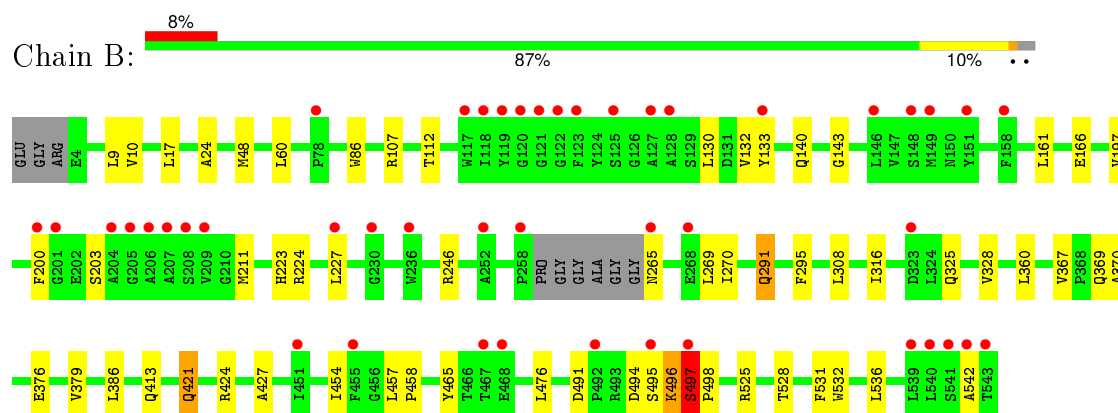 8%
Chain B:
87% 10% • •
GLU GLY ARG E4 L9 V10 L17 A24 M48 L60 P78 W86 R107 T112 W117 I118 Y119 G120 G121 G122 F123 Y124 S125 G126 A127 A128 S129 L130 D131 V132 Y133 Q140 G143 L146 V147 S148 M149 N150 Y151 F158 L161 E166 V197
F200 G201 E202 S203 A204 G205 A206 A207 S208 V209 G210 M211 H223 R224 L227 G230 W236 R246 A252 P258 PRO GLY GLY ALA GLY GLY N265 E268 L269 I270 Q291 F295 L308 I316 D323 L324 Q325 V328 L360 V367 P368 Q369 A370
E376 V379 L386 Q413 Q421 R424 A427 I451 I454 F455 G456 L457 P458 Y465 T466 T467 E468 L476 D491 P492 R493 D494 S495 K496 S497 P498 R525 T528 F531 W532 L536 L539 L540 S541 A542 T543